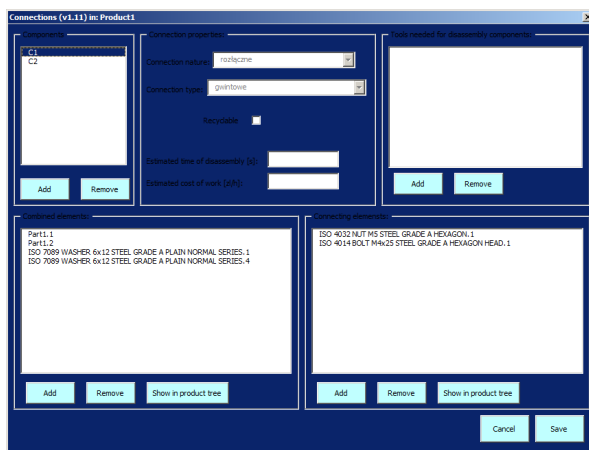 Connections (v1.11) in: Product1
Components
C1
C2
Add
Remove
Connection properties:
Connection nature: rozłączne
Connection type: gwintowe
Recyclable
Estimated time of disassembly [s]:
Estimated cost of work [zł/h]:
Tools needed for disassembly components:
Add
Remove
Combined elements:
Part1.1
Part1.2
ISO 7089 WASHER 6x12 STEEL GRADE A PLAIN NORMAL SERIES.1
ISO 7089 WASHER 6x12 STEEL GRADE A PLAIN NORMAL SERIES.4
Add
Remove
Show in product tree
Connecting elements:
ISO 4032 NUT M5 STEEL GRADE A HEXAGON.1
ISO 4014 BOLT M4x25 STEEL GRADE A HEXAGON HEAD.1
Add
Remove
Show in product tree
Cancel
Save